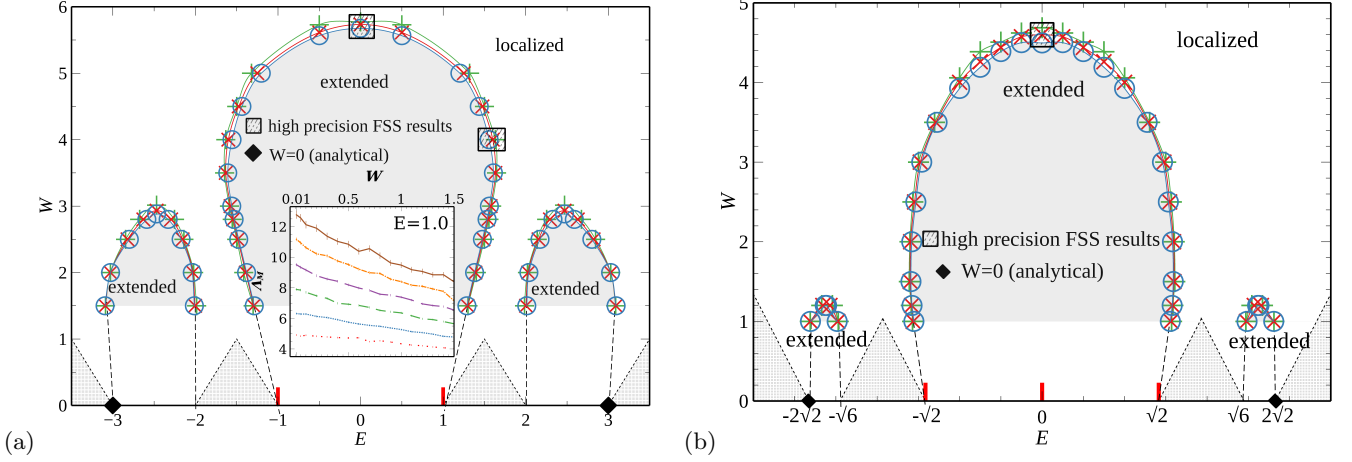 6
5
4
3
2
1
0
W
localized
extended
high precision FSS results
W=0 (analytical)
W
0.01 0.5 1 1.5
E=1.0
10
8
6
4
Λ_M
extended
extended
−3 −2 −1 0 1 2 3
E
(a)
5
4
3
2
1
0
W
localized
extended
high precision FSS results
W=0 (analytical)
extended
extended
-2√2 -√6 -√2 0 √2 √6 2√2
E
(b)